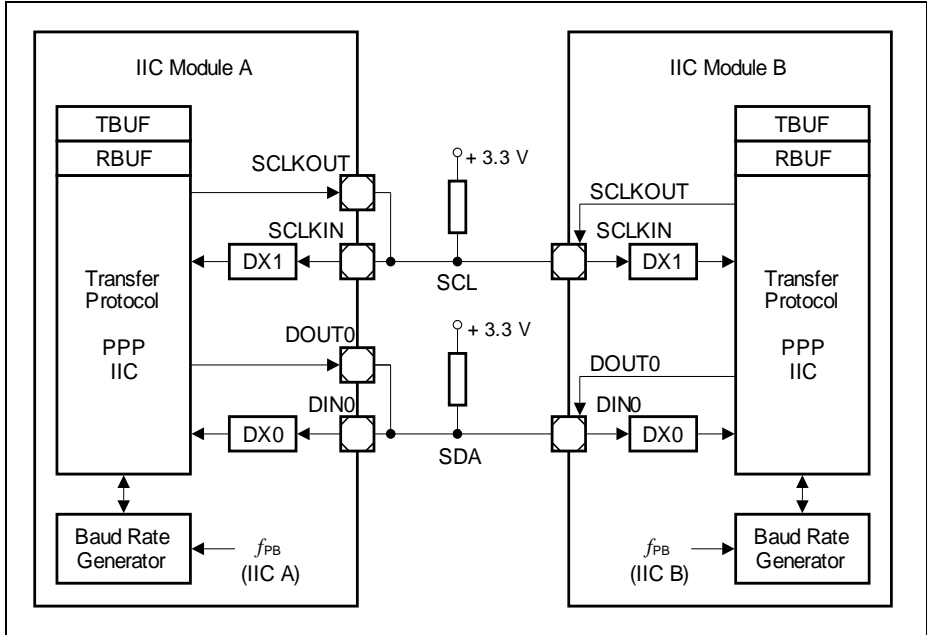 IIC Module A
TBUF
RBUF
Transfer
Protocol
PPP
IIC
SCLKOUT
SCLKIN
DX1
DOUT0
DIN0
DX0
Baud Rate
Generator
fPB
(IIC A)
+ 3.3 V
SCL
+ 3.3 V
SDA
IIC Module B
TBUF
RBUF
SCLKOUT
SCLKIN
DX1
Transfer
Protocol
PPP
IIC
DOUT0
DIN0
DX0
fPB
(IIC B)
Baud Rate
Generator